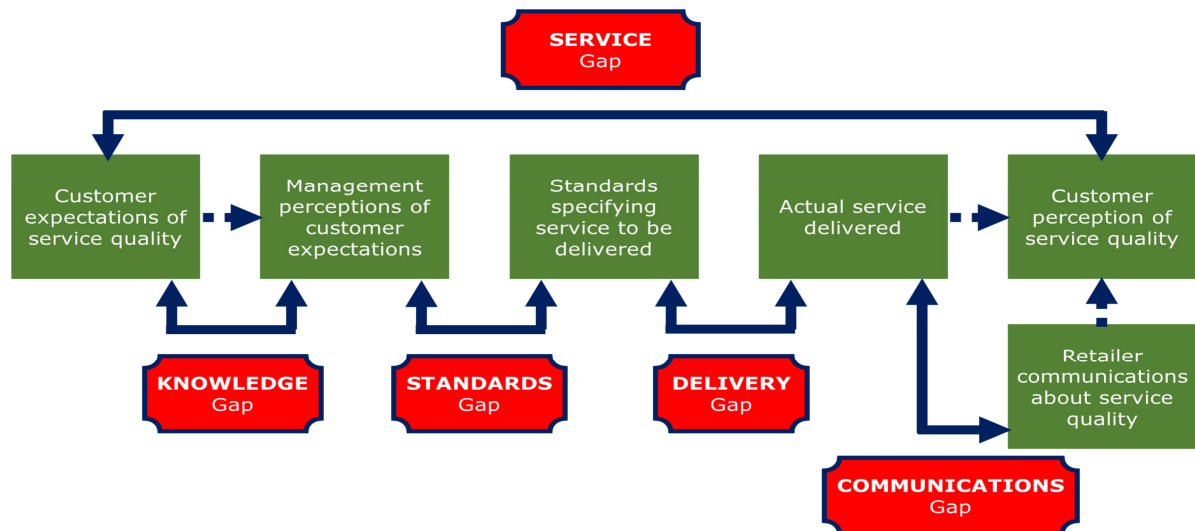 SERVICE
Gap
Customer
expectations of
service quality
Management
perceptions of
customer
expectations
Standards
specifying
service to be
delivered
Actual service
delivered
Customer
perception of
service quality
KNOWLEDGE
Gap
STANDARDS
Gap
DELIVERY
Gap
Retailer
communications
about service
quality
COMMUNICATIONS
Gap